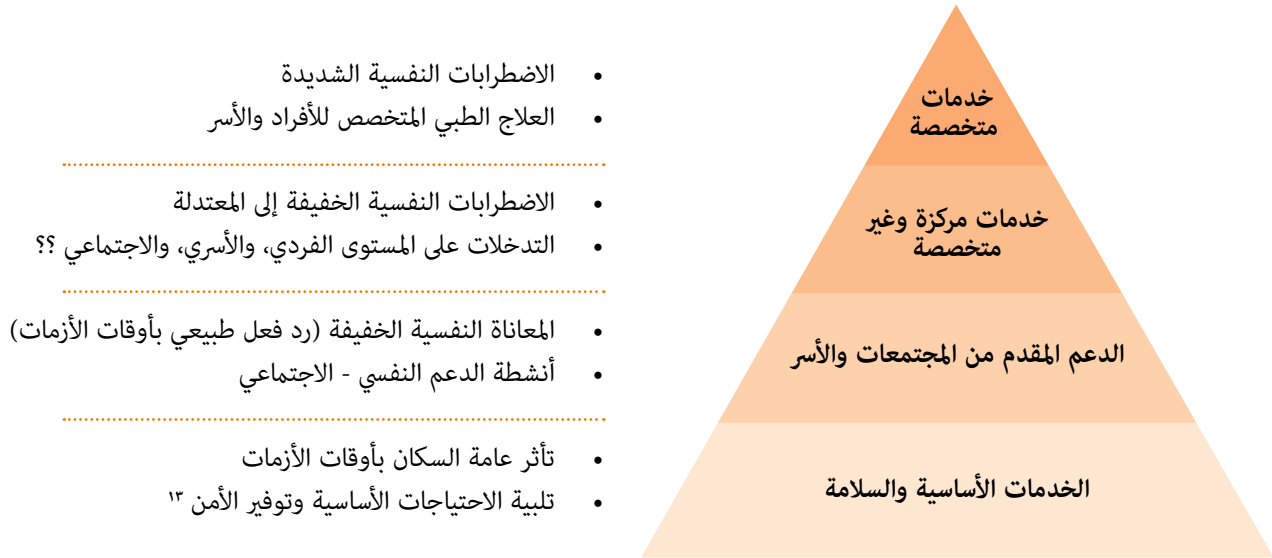 خدمات
متخصصة
• الاضطرابات النفسية الشديدة
• العلاج الطبي المتخصص للأفراد والأسر
خدمات مركزة وغير
متخصصة
• الاضطرابات النفسية الخفيفة إلى المعتدلة
• التدخلات على المستوى الفردي، والأسري، والاجتماعي ؟؟
الدعم المقدم من المجتمعات والأسر
• المعاناة النفسية الخفيفة (رد فعل طبيعي بأوقات الأزمات)
• أنشطة الدعم النفسي - الاجتماعي
الخدمات الأساسية والسلامة
• تأثر عامة السكان بأوقات الأزمات
• تلبية الاحتياجات الأساسية وتوفير الأمن ١٣